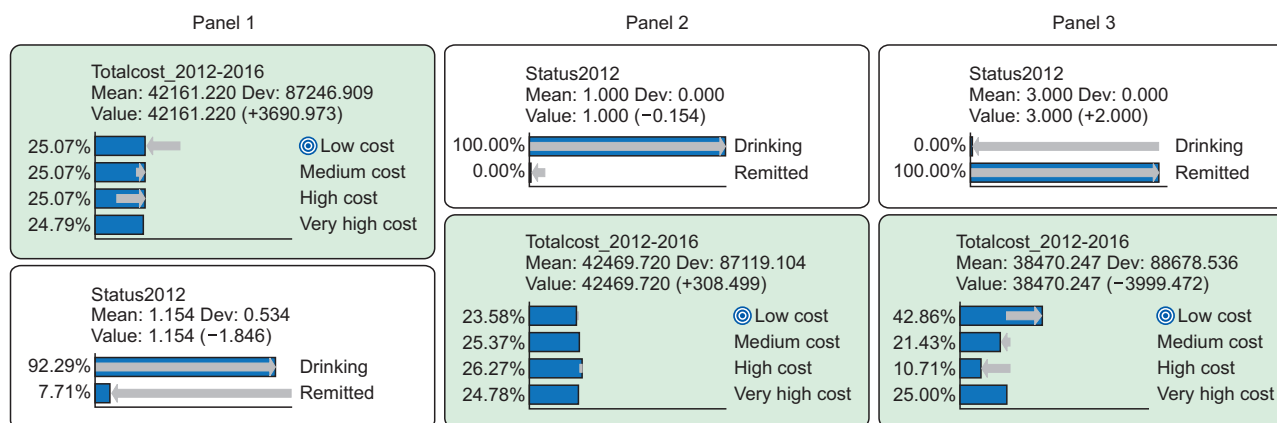 Panel 1
Totalcost_2012-2016
Mean: 42161.220 Dev: 87246.909
Value: 42161.220 (+3690.973)
25.07% Low cost
25.07% Medium cost
25.07% High cost
24.79% Very high cost
Status2012
Mean: 1.154 Dev: 0.534
Value: 1.154 (−1.846)
92.29% Drinking
7.71% Remitted
Panel 2
Status2012
Mean: 1.000 Dev: 0.000
Value: 1.000 (−0.154)
100.00% Drinking
0.00% Remitted
Totalcost_2012-2016
Mean: 42469.720 Dev: 87119.104
Value: 42469.720 (+308.499)
23.58% Low cost
25.37% Medium cost
26.27% High cost
24.78% Very high cost
Panel 3
Status2012
Mean: 3.000 Dev: 0.000
Value: 3.000 (+2.000)
0.00% Drinking
100.00% Remitted
Totalcost_2012-2016
Mean: 38470.247 Dev: 88678.536
Value: 38470.247 (−3999.472)
42.86% Low cost
21.43% Medium cost
10.71% High cost
25.00% Very high cost